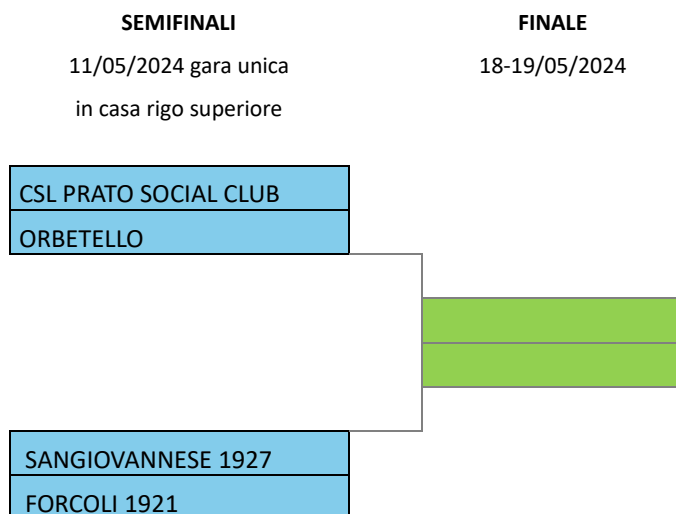 SEMIFINALI
FINALE
11/05/2024 gara unica
18-19/05/2024
in casa rigo superiore
CSL PRATO SOCIAL CLUB
ORBETELLO
SANGIOVANNESE 1927
FORCOLI 1921